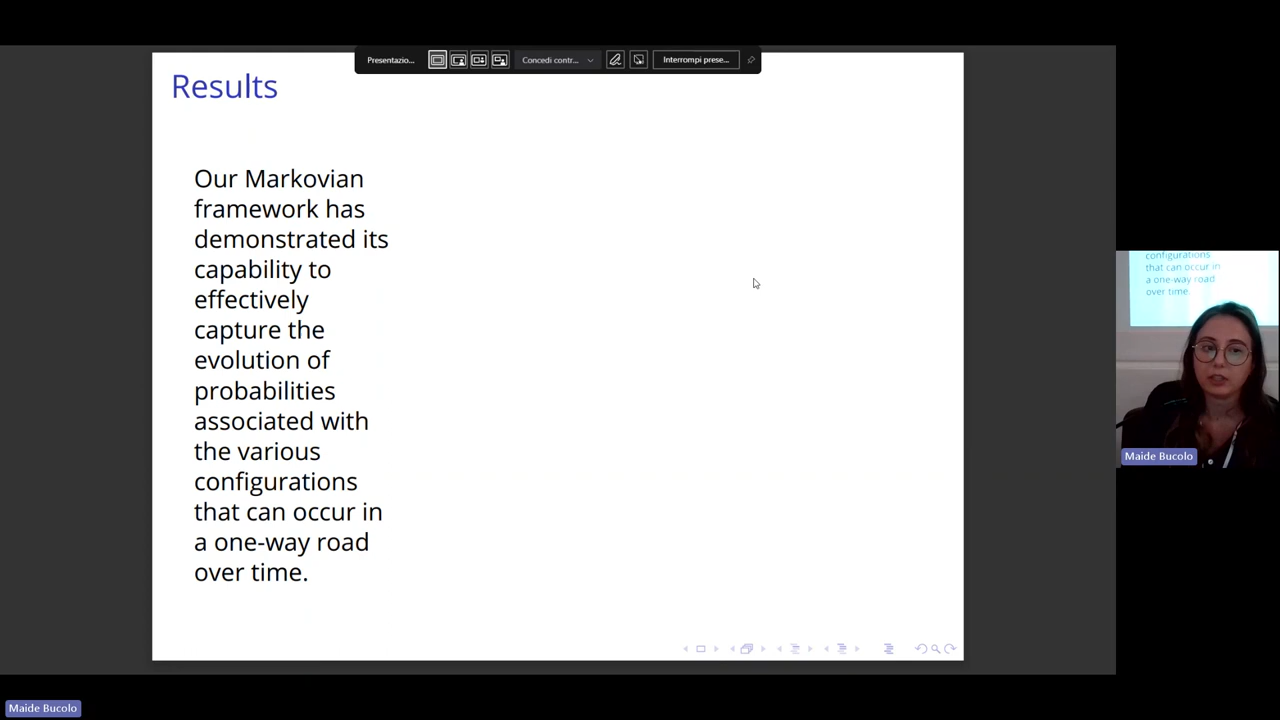 Presentazio...
Concedi contr...
Interrompi prese...
Results
Our Markovian
framework has
demonstrated its
capability to
effectively
capture the
evolution of
probabilities
associated with
the various
configurations
that can occur in
a one-way road
over time.
configurations
that can occur in
a one-way road
over time.
Maide Bucolo
Maide Bucolo